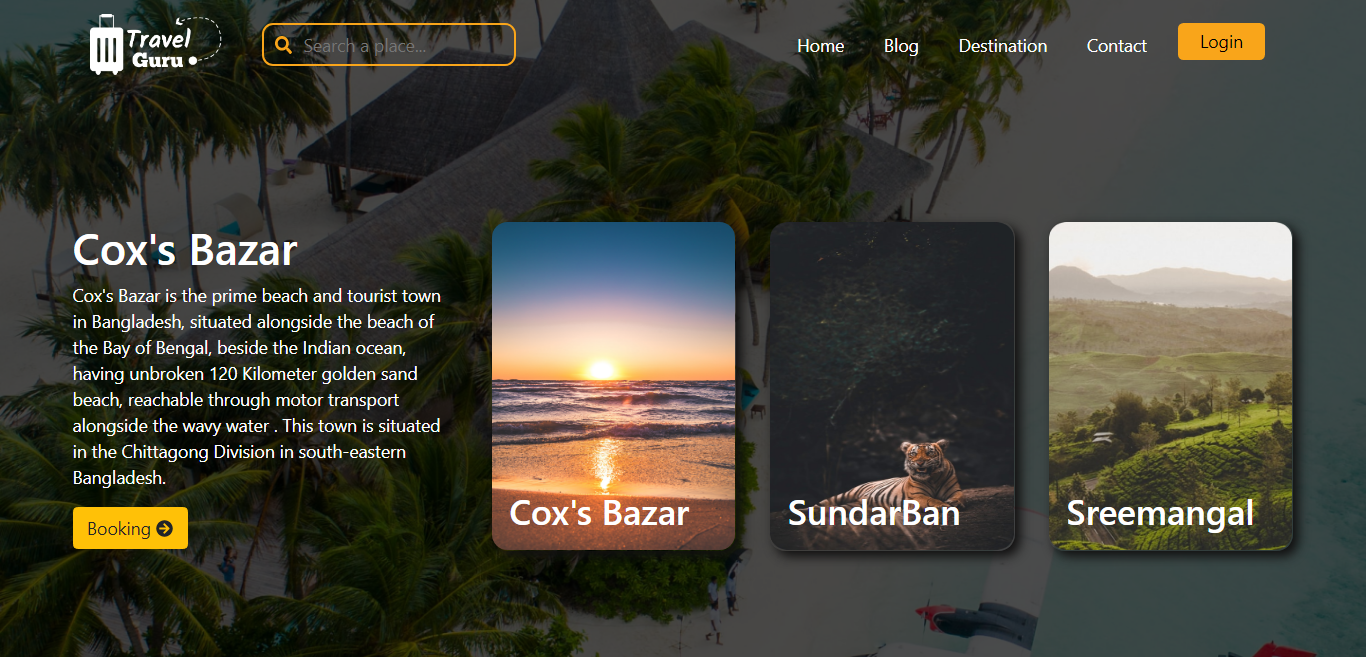 Travel
Guru
Search a place...
Home
Blog
Destination
Contact
Login
Cox's Bazar
Cox's Bazar is the prime beach and tourist town
in Bangladesh, situated alongside the beach of
the Bay of Bengal, beside the Indian ocean,
having unbroken 120 Kilometer golden sand
beach, reachable through motor transport
alongside the wavy water . This town is situated
in the Chittagong Division in south-eastern
Bangladesh.
Booking
Cox's Bazar
SundarBan
Sreemangal